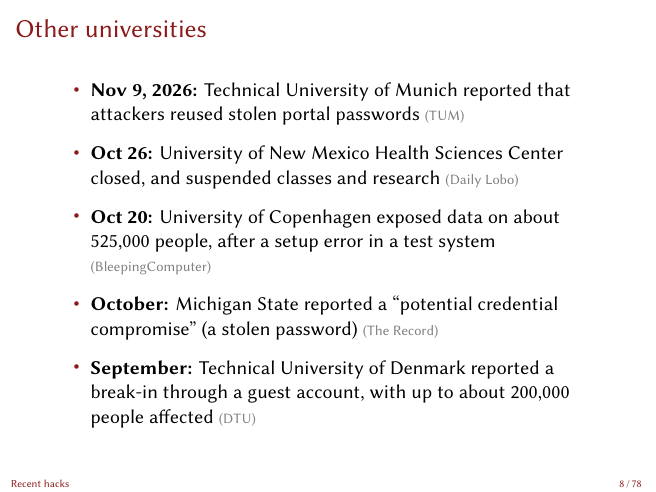 Other universities
• Nov 9, 2026: Technical University of Munich reported that
attackers reused stolen portal passwords (TUM)
• Oct 26: University of New Mexico Health Sciences Center
closed, and suspended classes and research (Daily Lobo)
• Oct 20: University of Copenhagen exposed data on about
525,000 people, after a setup error in a test system
(BleepingComputer)
• October: Michigan State reported a “potential credential
compromise” (a stolen password) (The Record)
• September: Technical University of Denmark reported a
break-in through a guest account, with up to about 200,000
people affected (DTU)
Recent hacks
8 / 78